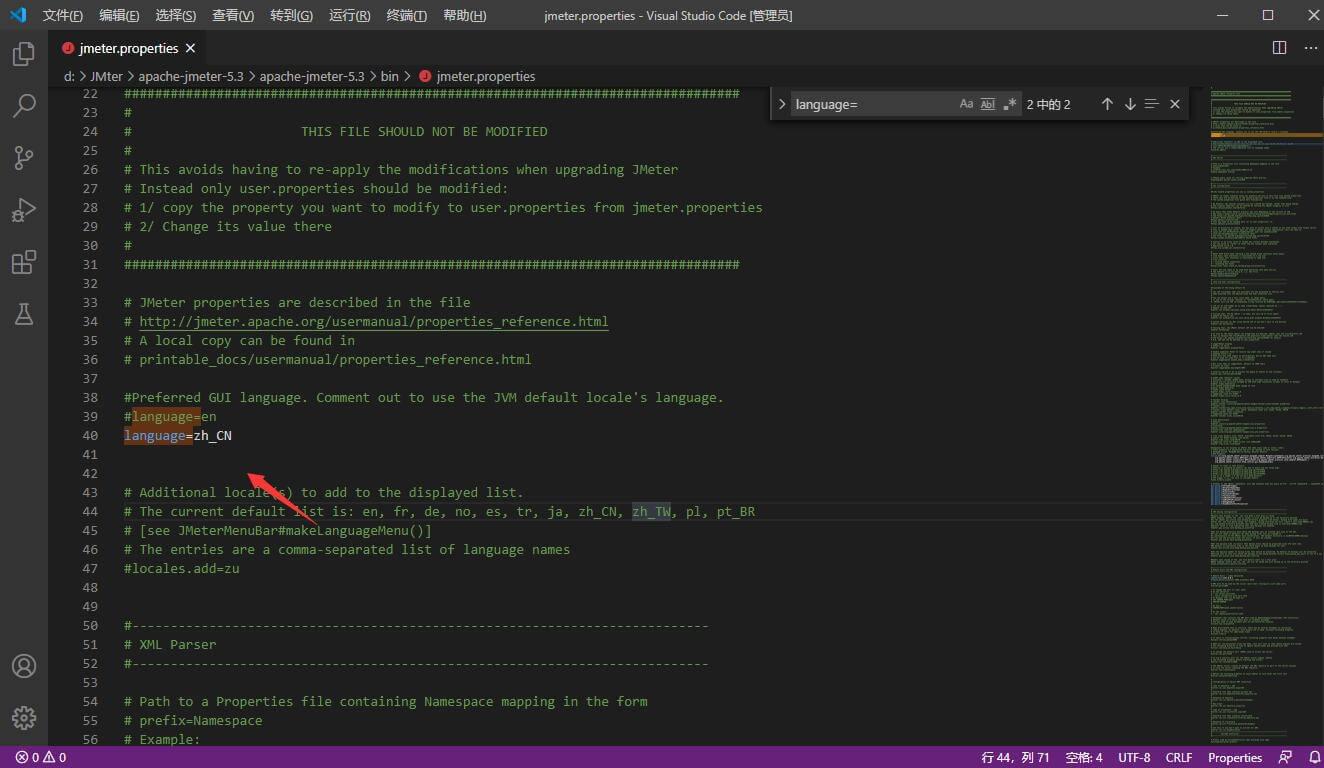 文件(F) 编辑(E) 选择(S) 查看(V) 转到(G) 运行(R) 终端(T) 帮助(H) jmeter.properties - Visual Studio Code [管理员]
jmeter.properties
d: > JMter > apache-jmeter-5.3 > apache-jmeter-5.3 > bin > jmeter.properties
language= Aa Abl .* 2 中的 2
22 ################################################################################
23 #
24 # THIS FILE SHOULD NOT BE MODIFIED
25 #
26 # This avoids having to re-apply the modifications when upgrading JMeter
27 # Instead only user.properties should be modified:
28 # 1/ copy the property you want to modify to user.properties from jmeter.properties
29 # 2/ Change its value there
30 #
31 ################################################################################
32
33 # JMeter properties are described in the file
34 # http://jmeter.apache.org/usermanual/properties_reference.html
35 # A local copy can be found in
36 # printable_docs/usermanual/properties_reference.html
37
38 #Preferred GUI language. Comment out to use the JVM default locale's language.
39 #language=en
40 language=zh_CN
41
42
43 # Additional locale(s) to add to the displayed list.
44 # The current default list is: en, fr, de, no, es, tr, ja, zh_CN, zh_TW, pl, pt_BR
45 # [see JMeterMenuBar#makeLanguageMenu()]
46 # The entries are a comma-separated list of language names
47 #locales.add=zu
48
49
50 #---------------------------------------------------------------------------
51 # XML Parser
52 #---------------------------------------------------------------------------
53
54 # Path to a Properties file containing Namespace mapping in the form
55 # prefix=Namespace
56 # Example:
0 0 行 44，列 71 空格: 4 UTF-8 CRLF Properties